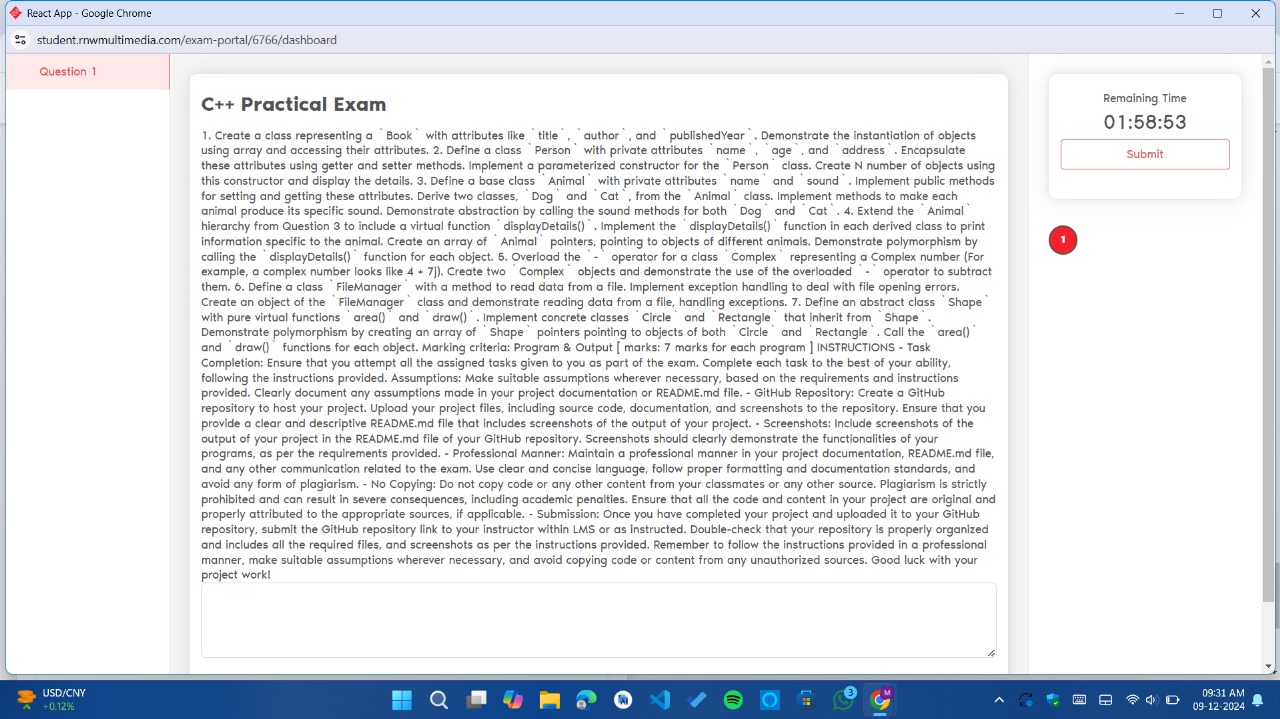 React App - Google Chrome
student.rnwmultimedia.com/exam-portal/6766/dashboard
Question 1
C++ Practical Exam
1. Create a class representing a `Book` with attributes like `title`, `author`, and `publishedYear`. Demonstrate the instantiation of objects
using array and accessing their attributes. 2. Define a class `Person` with private attributes `name`, `age`, and `address`. Encapsulate
these attributes using getter and setter methods. Implement a parameterized constructor for the `Person` class. Create N number of objects using
this constructor and display the details. 3. Define a base class `Animal` with private attributes `name` and `sound`. Implement public methods
for setting and getting these attributes. Derive two classes, `Dog` and `Cat`, from the `Animal` class. Implement methods to make each
animal produce its specific sound. Demonstrate abstraction by calling the sound methods for both `Dog` and `Cat`. 4. Extend the `Animal`
hierarchy from Question 3 to include a virtual function `displayDetails()`. Implement the `displayDetails()` function in each derived class to print
information specific to the animal. Create an array of `Animal` pointers, pointing to objects of different animals. Demonstrate polymorphism by
calling the `displayDetails()` function for each object. 5. Overload the `-` operator for a class `Complex` representing a Complex number (For
example, a complex number looks like 4 + 7j). Create two `Complex` objects and demonstrate the use of the overloaded `-` operator to subtract
them. 6. Define a class `FileManager` with a method to read data from a file. Implement exception handling to deal with file opening errors.
Create an object of the `FileManager` class and demonstrate reading data from a file, handling exceptions. 7. Define an abstract class `Shape`
with pure virtual functions `area()` and `draw()`. Implement concrete classes `Circle` and `Rectangle` that inherit from `Shape`.
Demonstrate polymorphism by creating an array of `Shape` pointers pointing to objects of both `Circle` and `Rectangle`. Call the `area()`
and `draw()` functions for each object. Marking criteria: Program & Output [ marks: 7 marks for each program ] INSTRUCTIONS - Task
Completion: Ensure that you attempt all the assigned tasks given to you as part of the exam. Complete each task to the best of your ability,
following the instructions provided. Assumptions: Make suitable assumptions wherever necessary, based on the requirements and instructions
provided. Clearly document any assumptions made in your project documentation or README.md file. - GitHub Repository: Create a GitHub
repository to host your project. Upload your project files, including source code, documentation, and screenshots to the repository. Ensure that you
provide a clear and descriptive README.md file that includes screenshots of the output of your project. - Screenshots: Include screenshots of the
output of your project in the README.md file of your GitHub repository. Screenshots should clearly demonstrate the functionalities of your
programs, as per the requirements provided. - Professional Manner: Maintain a professional manner in your project documentation, README.md file,
and any other communication related to the exam. Use clear and concise language, follow proper formatting and documentation standards, and
avoid any form of plagiarism. - No Copying: Do not copy code or any other content from your classmates or any other source. Plagiarism is strictly
prohibited and can result in severe consequences, including academic penalties. Ensure that all the code and content in your project are original and
properly attributed to the appropriate sources, if applicable. - Submission: Once you have completed your project and uploaded it to your GitHub
repository, submit the GitHub repository link to your instructor within LMS or as instructed. Double-check that your repository is properly organized
and includes all the required files, and screenshots as per the instructions provided. Remember to follow the instructions provided in a professional
manner, make suitable assumptions wherever necessary, and avoid copying code or content from any unauthorized sources. Good luck with your
project work!
Remaining Time
01:58:53
Submit
1
USD/CNY
+0.12%
3
M
09:31 AM
09-12-2024